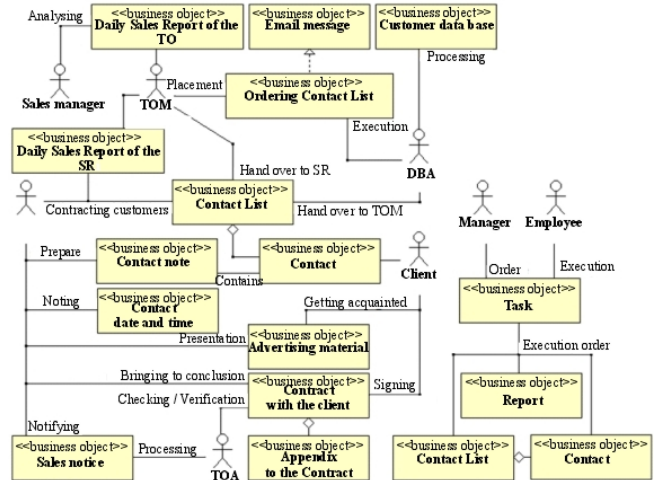 Analysing
<<business object>>
Daily Sales Report of the
TO
<<business object>>
Email message
<<business object>>
Customer data base
Processing
Sales manager
TOM
Placement
<<business object>>
Ordering Contact List
Execution
<<business object>>
Daily Sales Report of the
SR
DBA
Hand over to SR
Contracting customers
<<business object>>
Contact List
Hand over to TOM
Manager
Employee
Prepare
<<business object>>
Contact note
Contains
<<business object>>
Contact
Client
Order
Execution
Noting
<<business object>>
Contact
date and time
Getting acquainted
<<business object>>
Task
Presentation
<<business object>>
Advertising material
Execution order
Bringing to conclusion
<<business object>>
Contract
with the client
Signing
<<business object>>
Report
Checking / Verification
Notifying
<<business object>>
Sales notice
Processing
TOA
<<business object>>
Appendix
to the Contract
<<business object>>
Contact List
<<business object>>
Contact